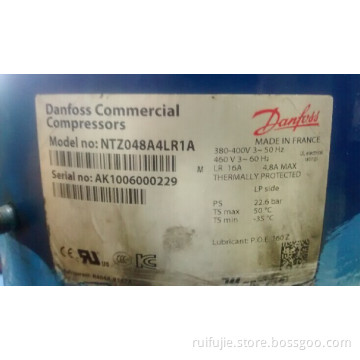 Danfoss Commercial
Compressors
Danfoss
Model no: NTZ048A4LR1A
MADE IN FRANCE
380-400V 3~ 50 Hz
460 V 3~ 60 Hz
Serial no: AK1006000229
M LR 16A 4,8A MAX
THERMALLY PROTECTED
LP side
PS 22,6 bar
TS max 50 °C
TS min -35 °C
Lubricant: P.O.E. 160 Z
CE
ruifujie.store.bossgoo.com